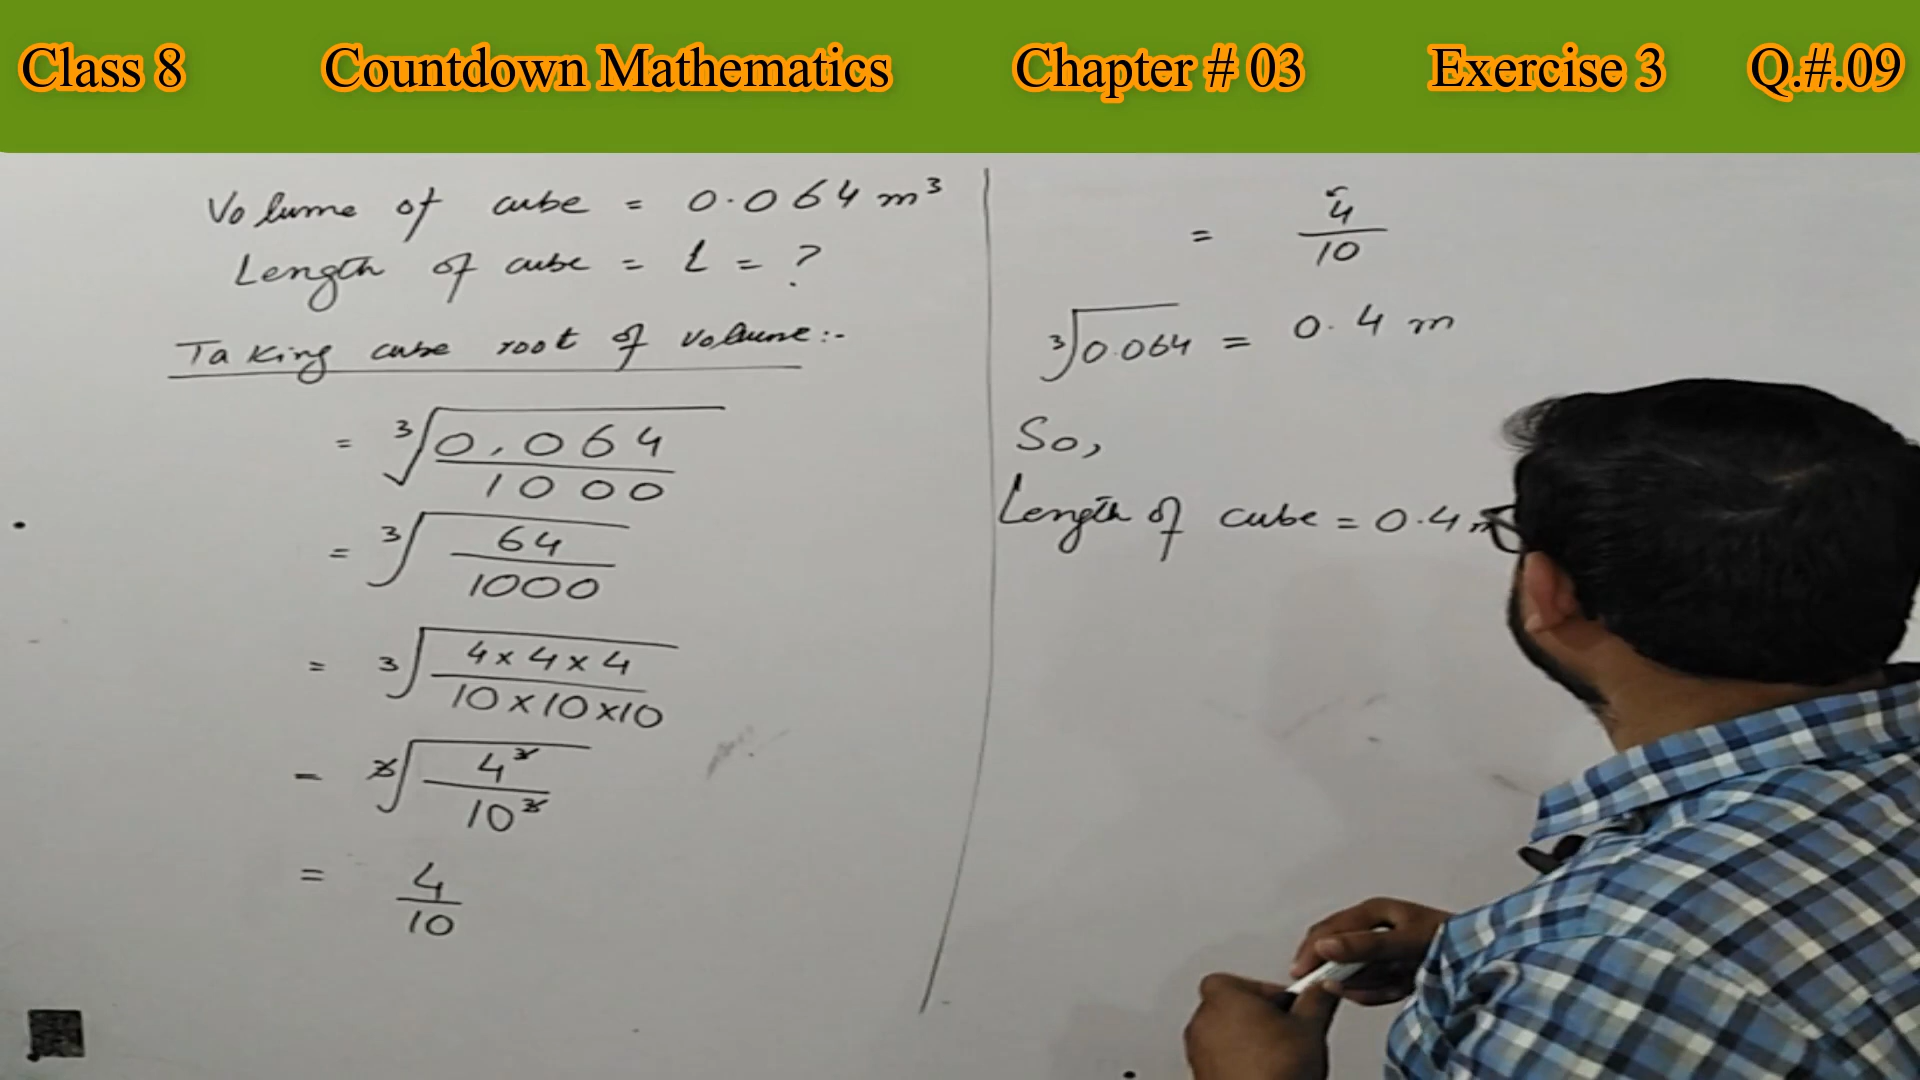 Class 8 Countdown Mathematics Chapter # 03 Exercise 3 Q.#.09
Volume of cube = 0.064 m³
Length of cube = L = ?
Taking cube root of volume:-
= ³√(0.064/1000)
= ³√(64/1000)
= ³√(4×4×4/10×10×10)
= ³√(4³/10³)
= 4/10
= 4/10
³√0.064 = 0.4 m
So,
Length of cube = 0.4 m